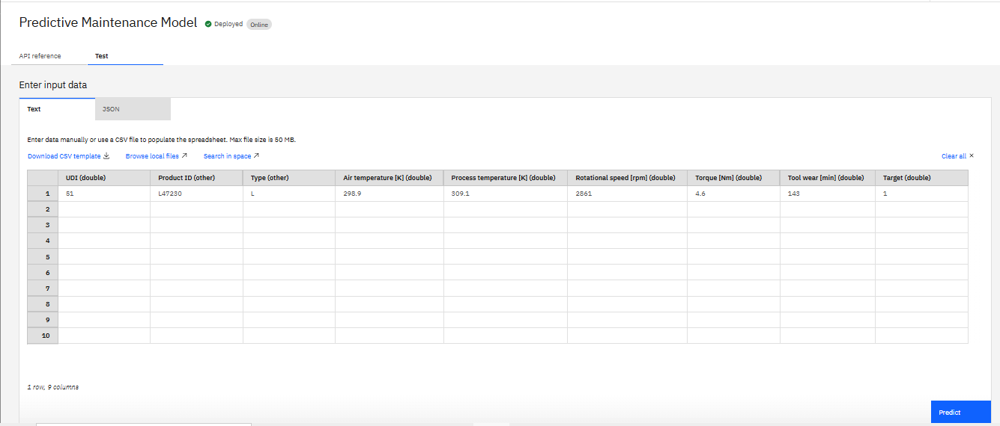 Predictive Maintenance Model Deployed Online
API reference Test
Enter input data
Text JSON
Enter data manually or use a CSV file to populate the spreadsheet. Max file size is 50 MB.
Download CSV template Browse local files Search in space Clear all ×
UDI (double) Product ID (other) Type (other) Air temperature [K] (double) Process temperature [K] (double) Rotational speed [rpm] (double) Torque [Nm] (double) Tool wear [min] (double) Target (double)
1 51 L47230 L 298.9 309.1 2861 4.6 143 1
2
3
4
5
6
7
8
9
10
1 row, 9 columns
Predict